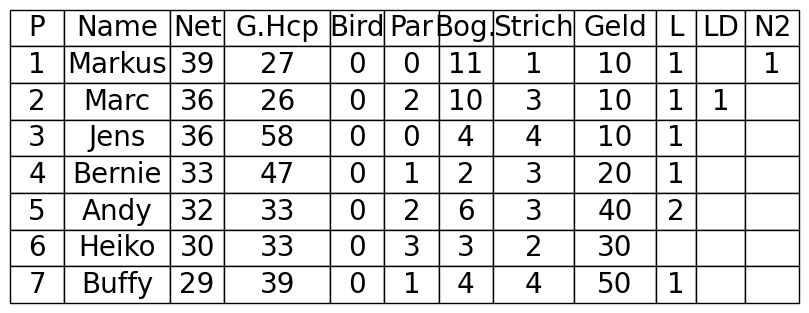 P Name Net G.Hcp Bird Par Bog. Strich Geld L LD N2
1 Markus 39 27 0 0 11 1 10 1 1
2 Marc 36 26 0 2 10 3 10 1 1
3 Jens 36 58 0 0 4 4 10 1
4 Bernie 33 47 0 1 2 3 20 1
5 Andy 32 33 0 2 6 3 40 2
6 Heiko 30 33 0 3 3 2 30
7 Buffy 29 39 0 1 4 4 50 1